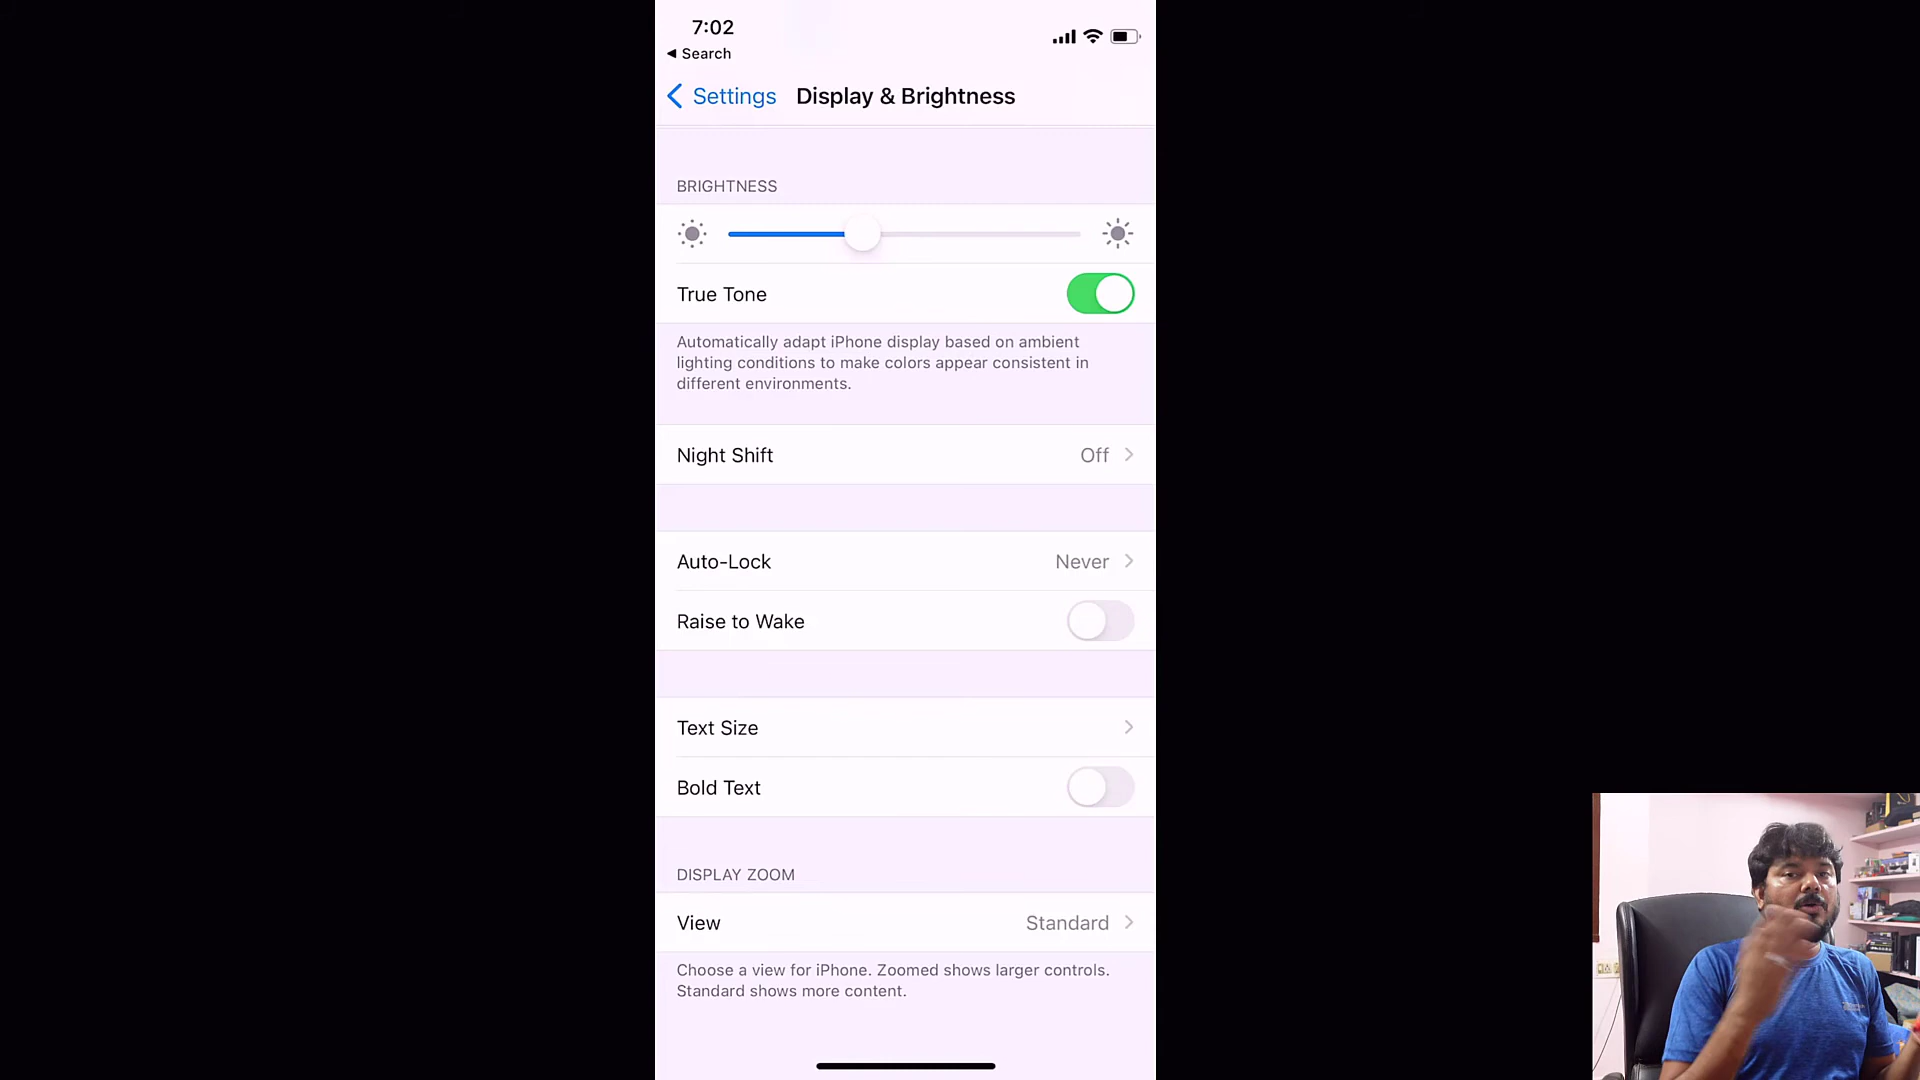 7:02
◀ Search
Settings
Display & Brightness
BRIGHTNESS
True Tone
Automatically adapt iPhone display based on ambient
lighting conditions to make colors appear consistent in
different environments.
Night Shift Off
Auto-Lock Never
Raise to Wake
Text Size
Bold Text
DISPLAY ZOOM
View Standard
Choose a view for iPhone. Zoomed shows larger controls.
Standard shows more content.